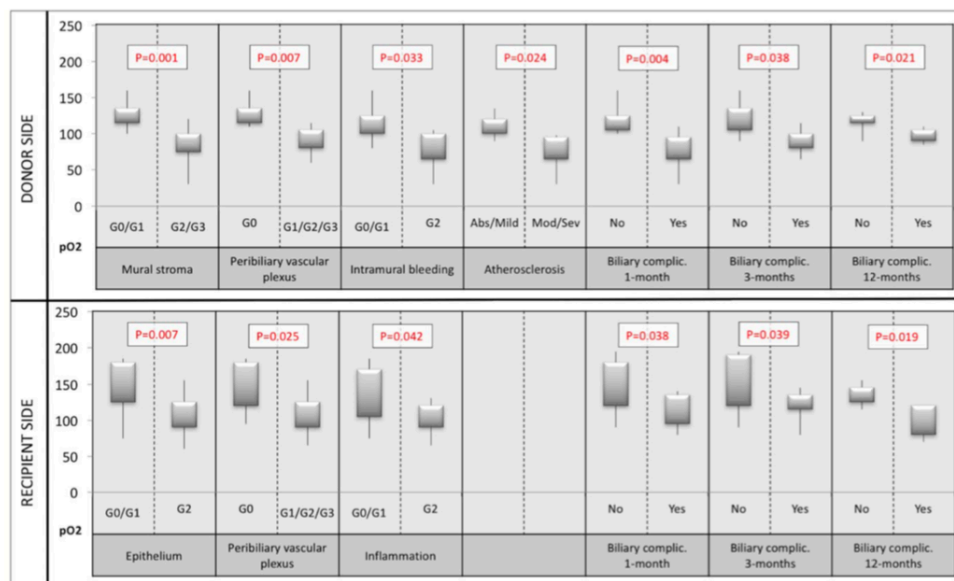 DONOR SIDE
250
200
150
100
50
0
pO2
P=0.001
P=0.007
P=0.033
P=0.024
P=0.004
P=0.038
P=0.021
G0/G1 G2/G3
G0 G1/G2/G3
G0/G1 G2
Abs/Mild Mod/Sev
No Yes
No Yes
No Yes
Mural stroma
Peribiliary vascular
plexus
Intramural bleeding
Atherosclerosis
Biliary complic.
1-month
Biliary complic.
3-months
Biliary complic.
12-months
RECIPIENT SIDE
250
200
150
100
50
0
pO2
P=0.007
P=0.025
P=0.042
P=0.038
P=0.039
P=0.019
G0/G1 G2
G0 G1/G2/G3
G0/G1 G2
No Yes
No Yes
No Yes
Epithelium
Peribiliary vascular
plexus
Inflammation
Biliary complic.
1-month
Biliary complic.
3-months
Biliary complic.
12-months